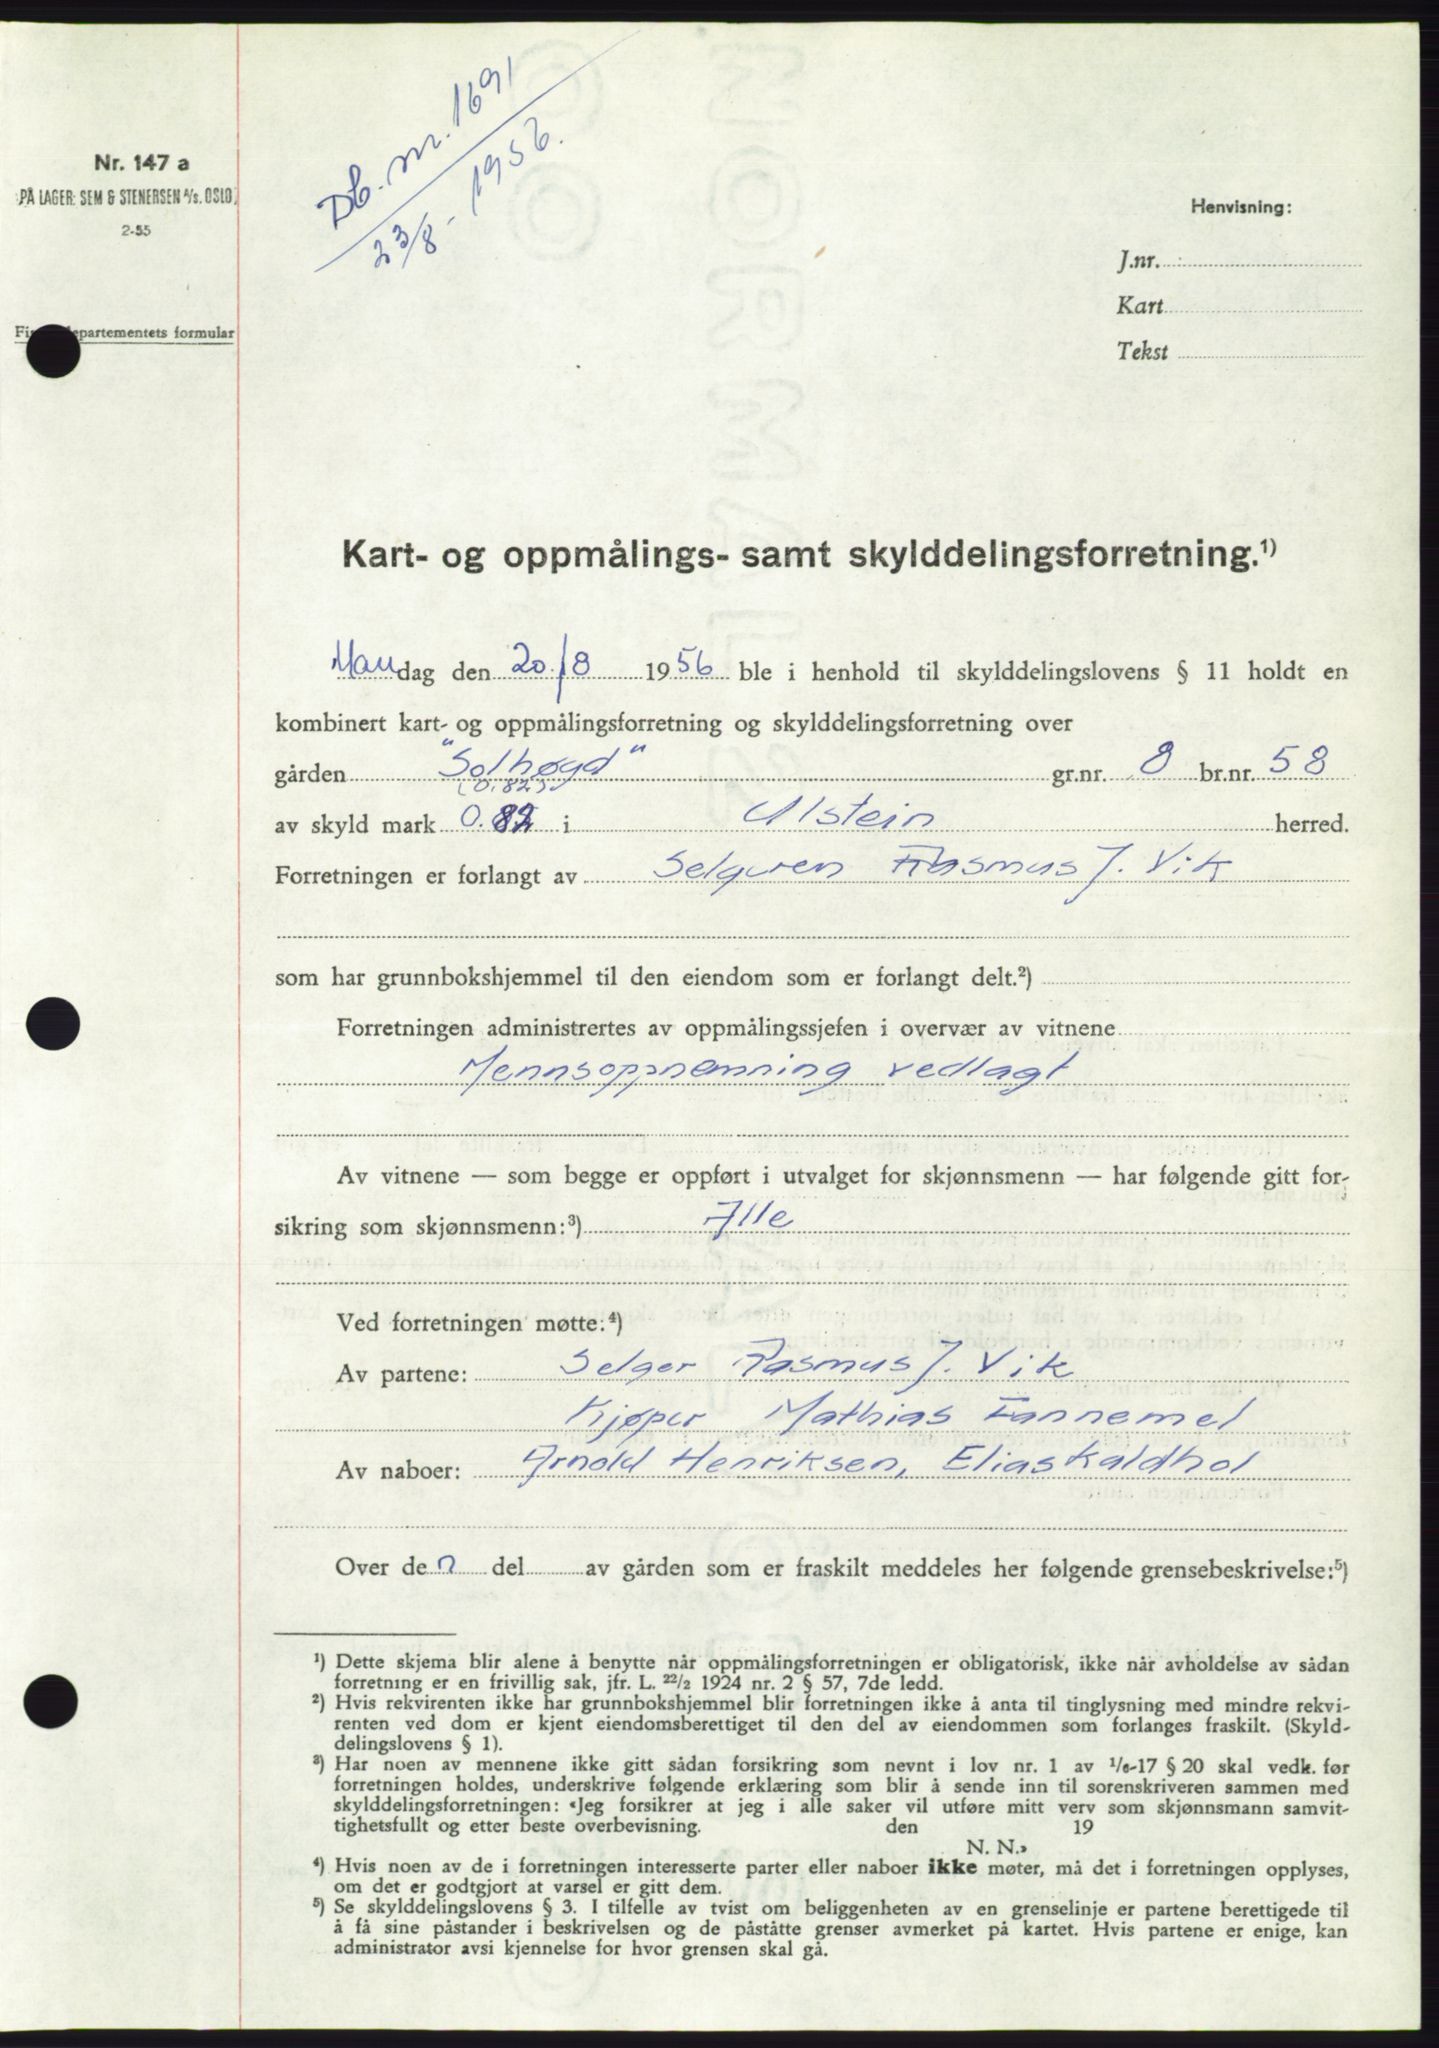 Db. nr. 1691
23/8 - 1956.
Nr. 147 a
PÅ LAGER: SEM & STENERSEN A/S. OSLO.
2-55
departementets formular
Henvisning:
J.nr.
Kart
Tekst
Kart- og oppmålings- samt skylddelingsforretning.¹)
Mandag den 20/8 1956 ble i henhold til skylddelingslovens § 11 holdt en
kombinert kart- og oppmålingsforretning og skylddelingsforretning over
gården "Solhøgd" gr.nr. 8 br.nr. 58
(0.82)
av skyld mark 0.82 i Ulstein herred.
Forretningen er forlangt av Selgeren Rasmus J. Vik
som har grunnbokshjemmel til den eiendom som er forlangt delt.²)
Forretningen administrertes av oppmålingssjefen i overvær av vitnene
Mennsoppnemning vedlagt
Av vitnene — som begge er oppført i utvalget for skjønnsmenn — har følgende gitt for-
sikring som skjønnsmenn:³) Alle
Ved forretningen møtte:⁴)
Av partene: Selger Rasmus J. Vik
Kjøper Mathias Fannemel
Av naboer: Arnold Henriksen, Elias Kaldhol
Over den del av gården som er fraskilt meddeles her følgende grensebeskrivelse:⁵)
¹) Dette skjema blir alene å benytte når oppmålingsforretningen er obligatorisk, ikke når avholdelse av sådan
forretning er en frivillig sak, jfr. L. 22/2 1924 nr. 2 § 57, 7de ledd.
²) Hvis rekvirenten ikke har grunnbokshjemmel blir forretningen ikke å anta til tinglysning med mindre rekvi-
renten ved dom er kjent eiendomsberettiget til den del av eiendommen som forlanges fraskilt. (Skyld-
delingslovens § 1).
³) Har noen av mennene ikke gitt sådan forsikring som nevnt i lov nr. 1 av 1/6-17 § 20 skal vedk. før
forretningen holdes, underskrive følgende erklæring som blir å sende inn til sorenskriveren sammen med
skylddelingsforretningen: «Jeg forsikrer at jeg i alle saker vil utføre mitt verv som skjønnsmann samvit-
tighetsfullt og etter beste overbevisning. den 19
N. N.»
⁴) Hvis noen av de i forretningen interesserte parter eller naboer ikke møter, må det i forretningen opplyses,
om det er godtgjort at varsel er gitt dem.
⁵) Se skylddelingslovens § 3. I tilfelle av tvist om beliggenheten av en grenselinje er partene berettigede til
å få sine påstander i beskrivelsen og de påståtte grenser avmerket på kartet. Hvis partene er enige, kan
administrator avsi kjennelse for hvor grensen skal gå.